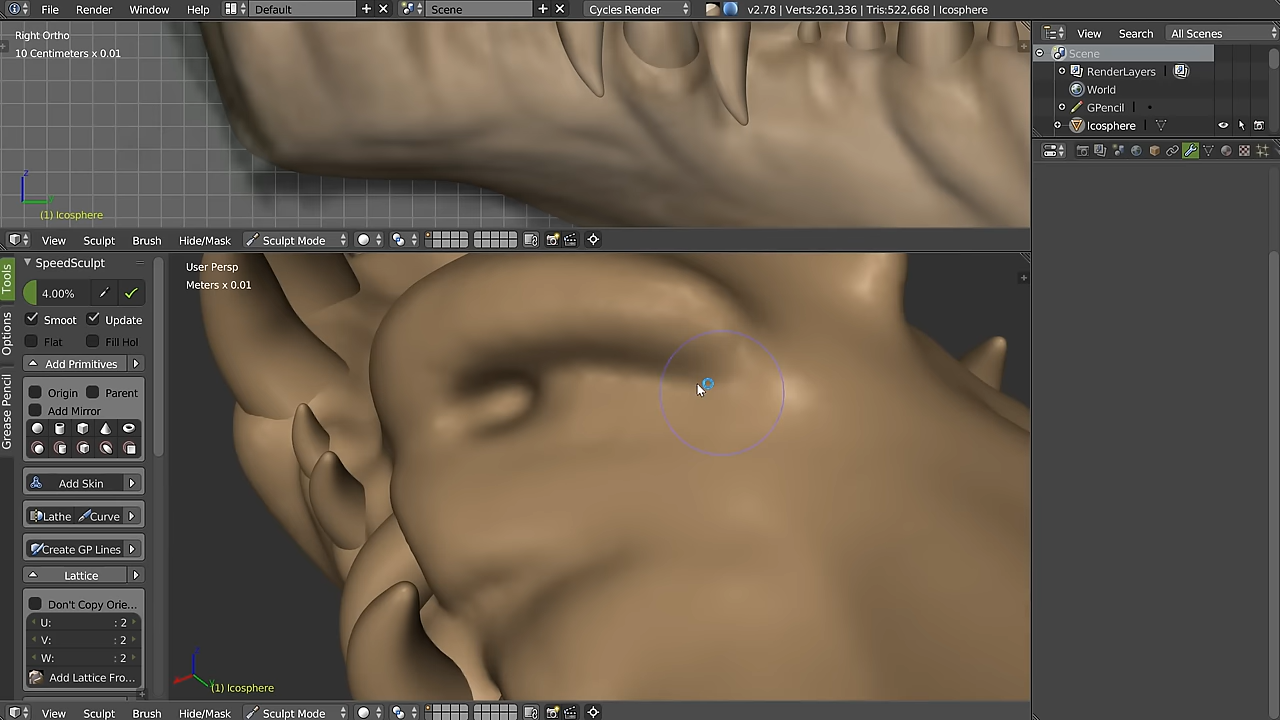 File Render Window Help Default Scene Cycles Render v2.78 | Verts:261,336 | Tris:522,668 | Icosphere
Right Ortho
10 Centimeters x 0.01
(1) Icosphere
View Sculpt Brush Hide/Mask Sculpt Mode
View Search All Scenes
Scene
RenderLayers
World
GPencil
Icosphere
Tools
Options
Grease Pencil
SpeedSculpt
4.00%
Smoot Update
Flat Fill Hol
Add Primitives
Origin Parent
Add Mirror
Add Skin
Lathe Curve
Create GP Lines
Lattice
Don't Copy Orie...
U: : 2
V: : 2
W: : 2
Add Lattice Fro...
User Persp
Meters x 0.01
(1) Icosphere
View Sculpt Brush Hide/Mask Sculpt Mode